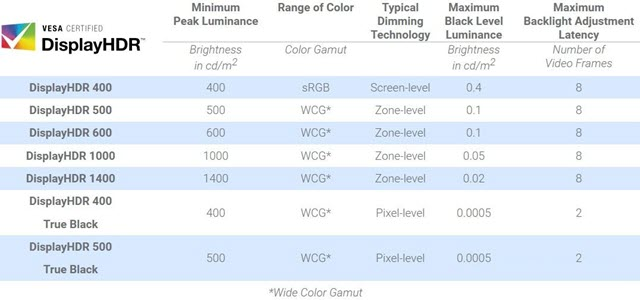 VESA CERTIFIED
DisplayHDR™
Minimum Peak Luminance Range of Color Typical Dimming Technology Maximum Black Level Luminance Maximum Backlight Adjustment Latency
Brightness in cd/m² Color Gamut Brightness in cd/m² Number of Video Frames
DisplayHDR 400 400 sRGB Screen-level 0.4 8
DisplayHDR 500 500 WCG* Zone-level 0.1 8
DisplayHDR 600 600 WCG* Zone-level 0.1 8
DisplayHDR 1000 1000 WCG* Zone-level 0.05 8
DisplayHDR 1400 1400 WCG* Zone-level 0.02 8
DisplayHDR 400 True Black 400 WCG* Pixel-level 0.0005 2
DisplayHDR 500 True Black 500 WCG* Pixel-level 0.0005 2
*Wide Color Gamut